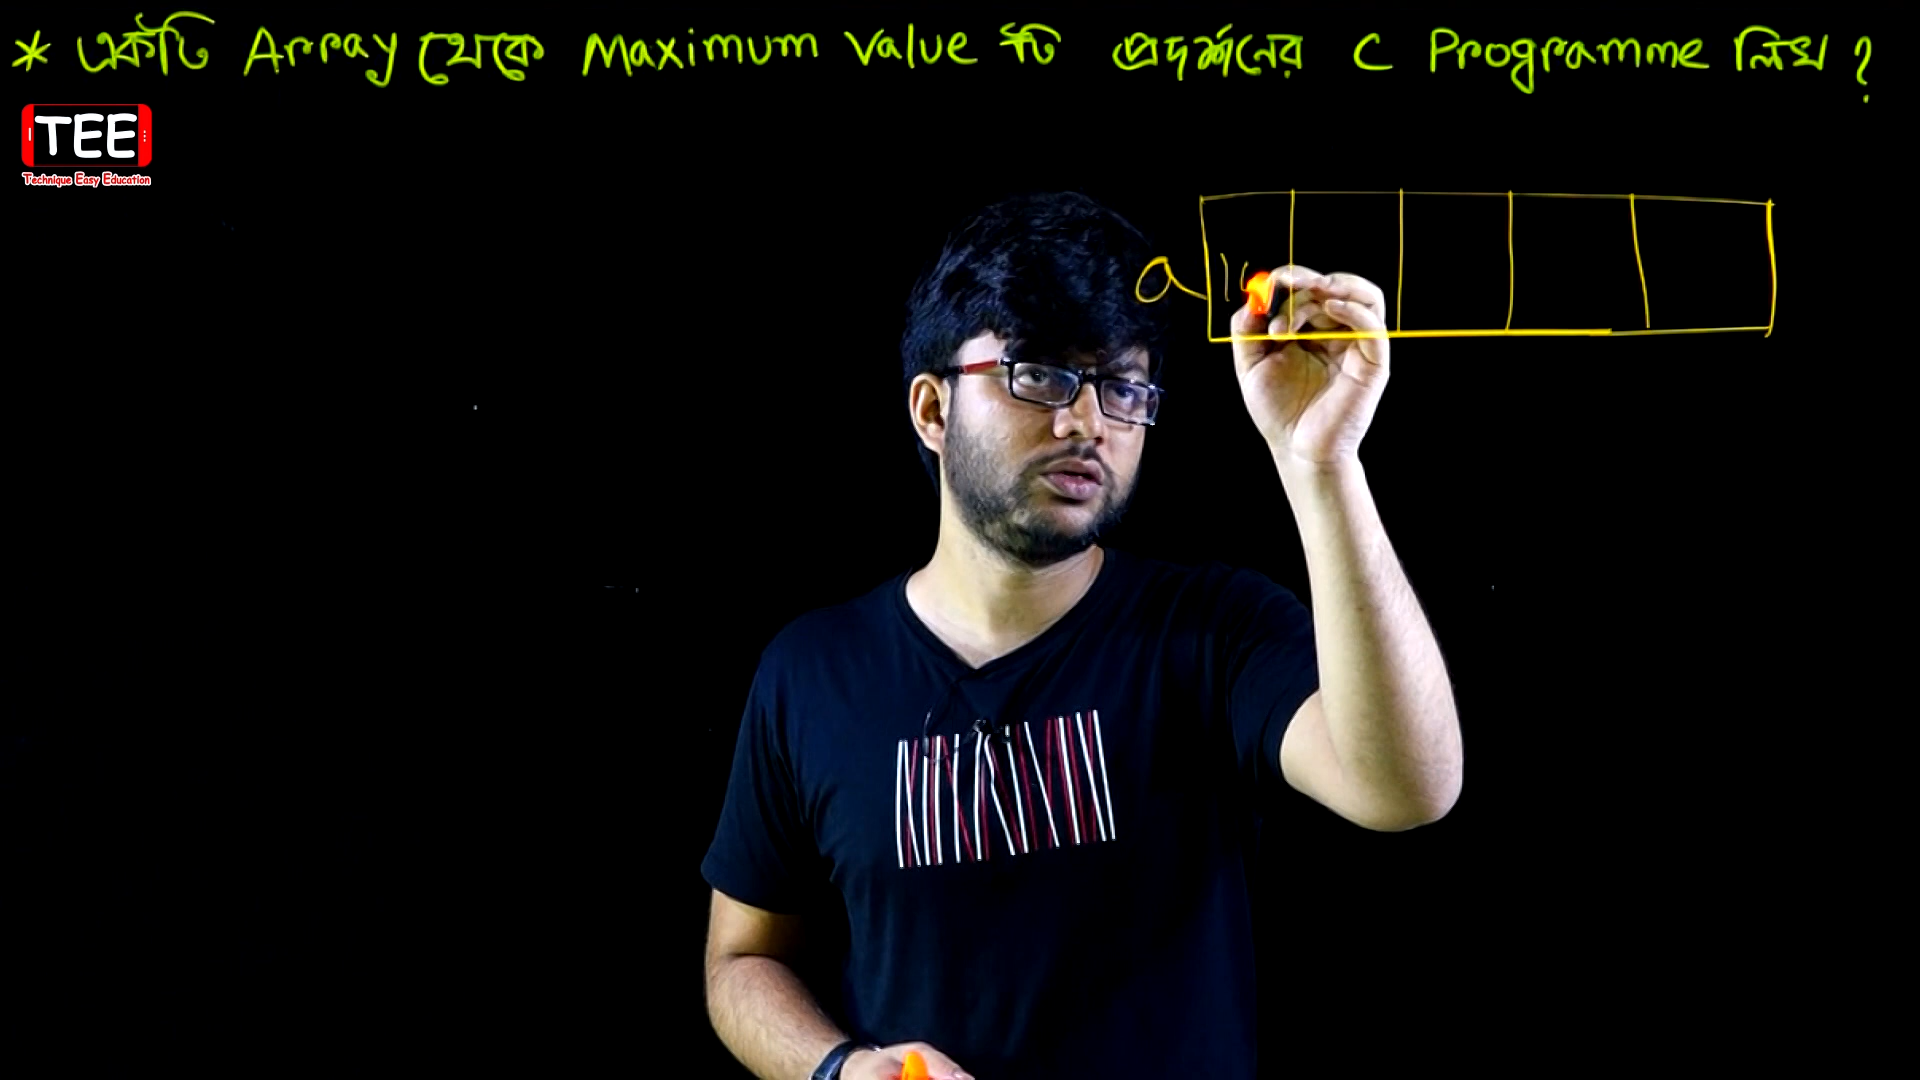 * একটি Array থেকে Maximum Value টি প্রদর্শনের C Programme লিখ ?
TEE
Technique Easy Education
a